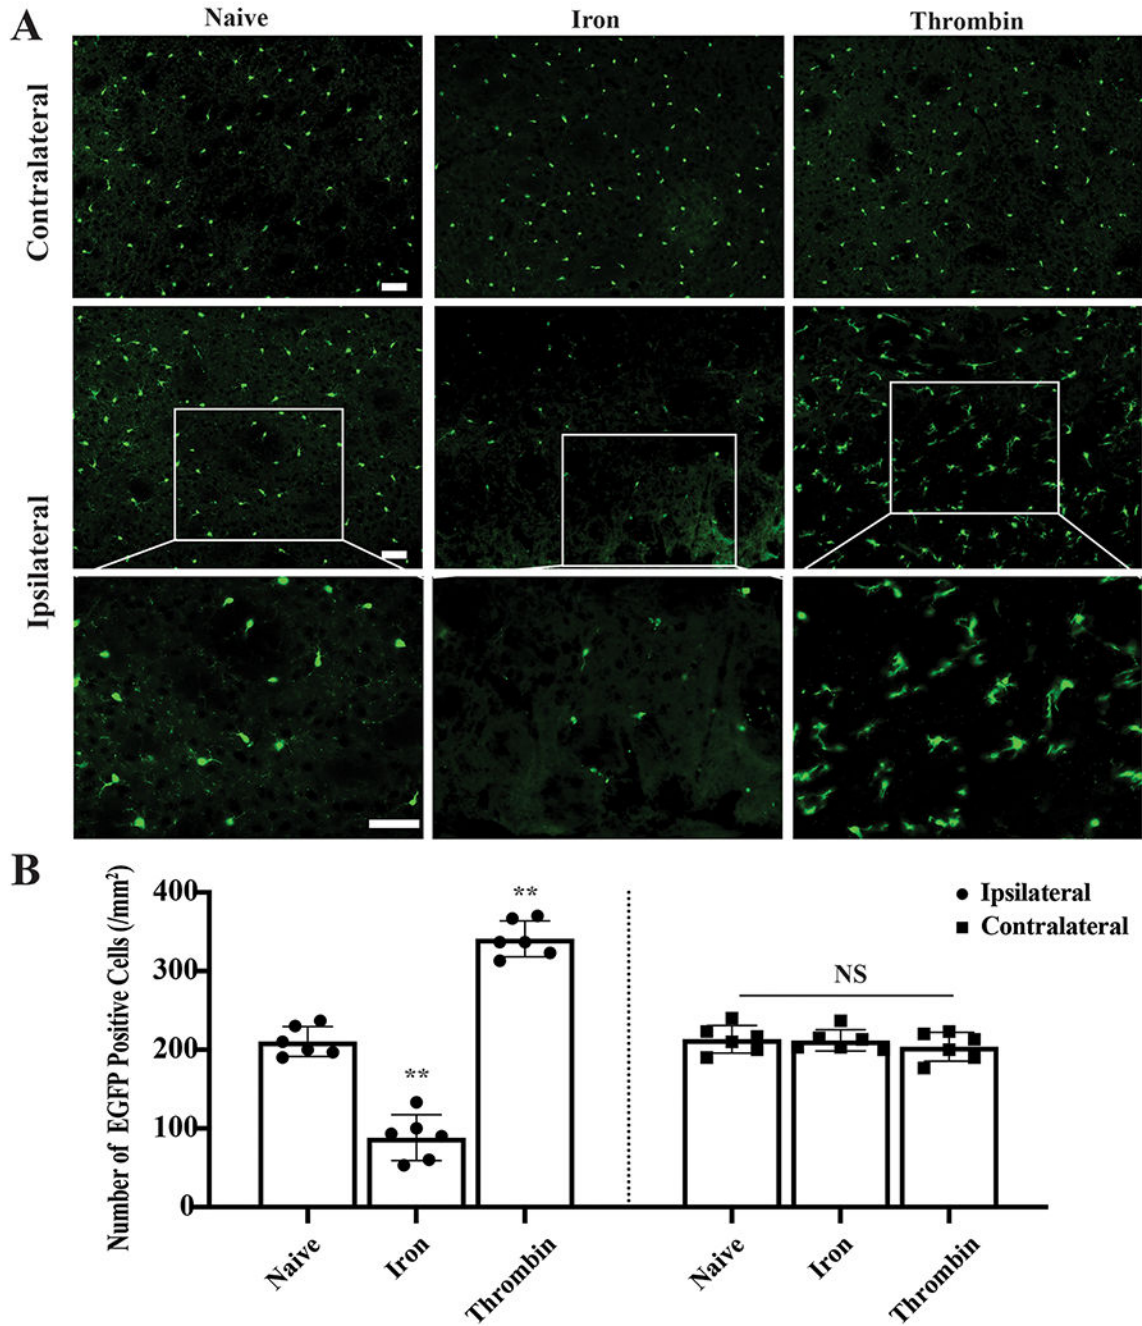 A
Naive
Iron
Thrombin
Contralateral
Ipsilateral
B
Number of EGFP Positive Cells (/mm²)
400
300
200
100
0
**
**
NS
Ipsilateral
Contralateral
Naive
Iron
Thrombin
Naive
Iron
Thrombin